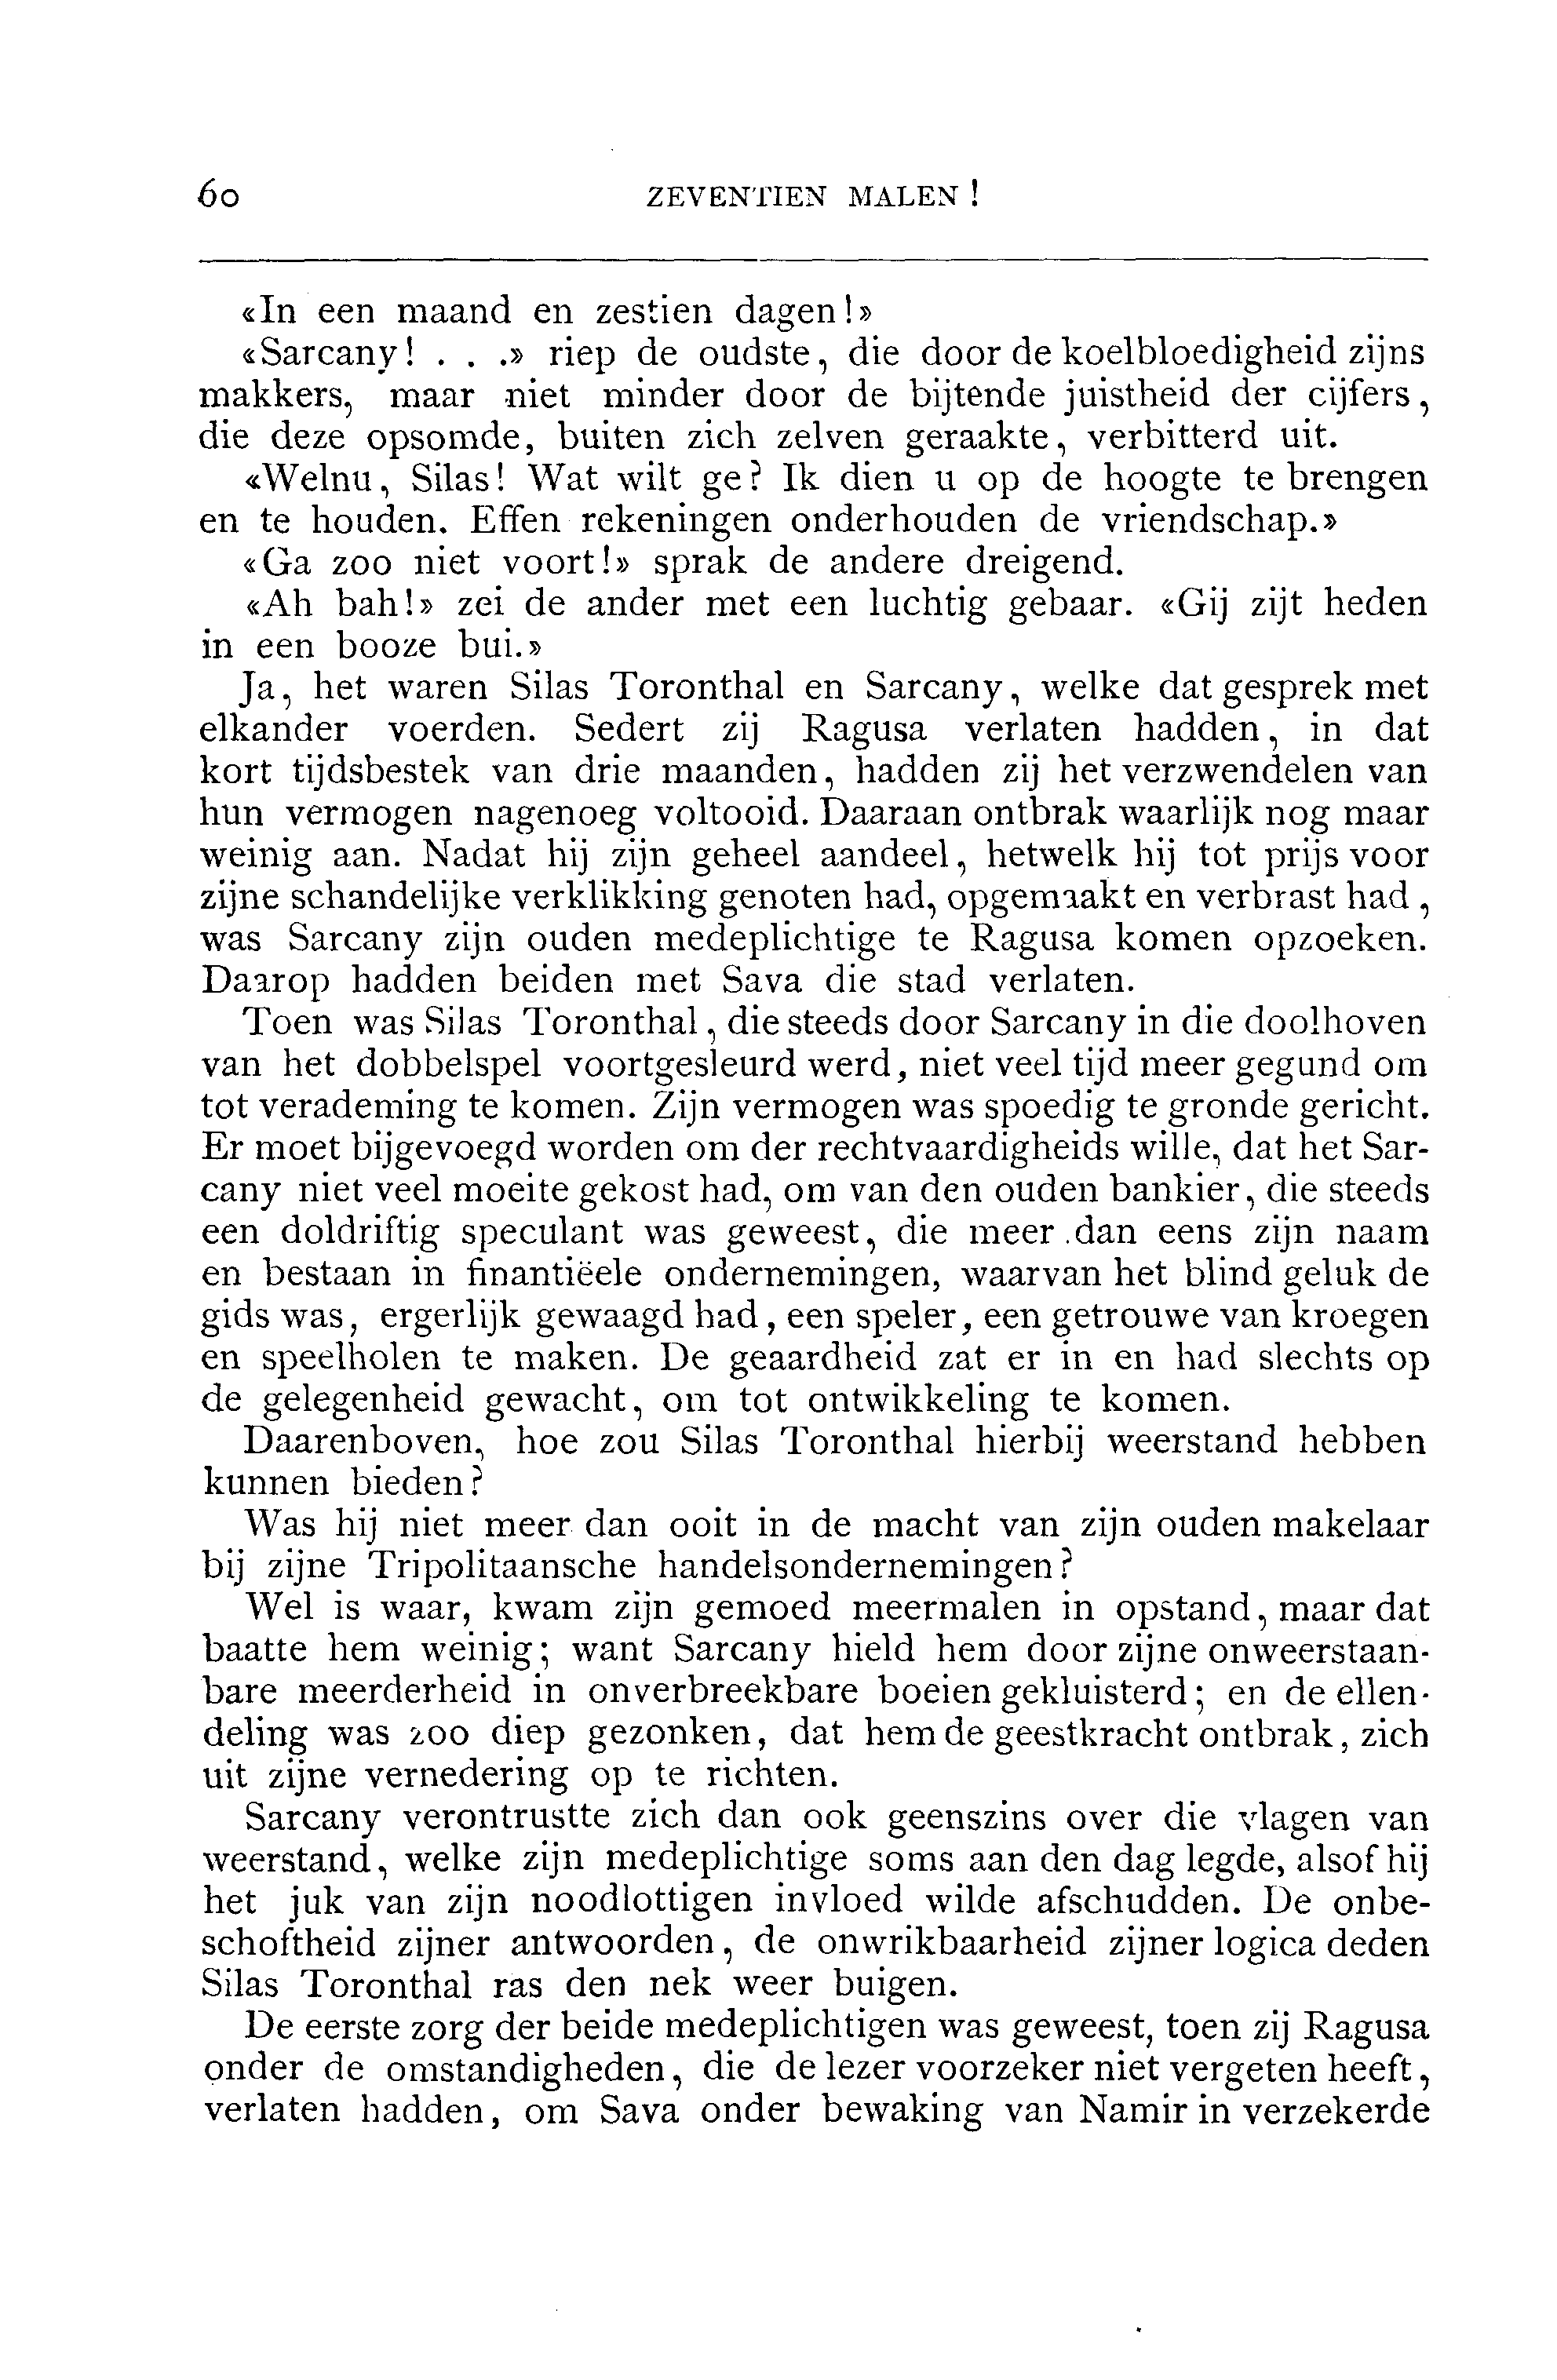 60 ZEVENTIEN MALEN!
«In een maand en zestien dagen!»
«Sarcany! . . .» riep de oudste, die door de koelbloedigheid zijns
makkers, maar niet minder door de bijtende juistheid der cijfers,
die deze opsomde, buiten zich zelven geraakte, verbitterd uit.
«Welnu, Silas! Wat wilt ge? Ik dien u op de hoogte te brengen
en te houden. Effen rekeningen onderhouden de vriendschap.»
«Ga zoo niet voort!» sprak de andere dreigend.
«Ah bah!» zei de ander met een luchtig gebaar. «Gij zijt heden
in een booze bui.»
Ja, het waren Silas Toronthal en Sarcany, welke dat gesprek met
elkander voerden. Sedert zij Ragusa verlaten hadden, in dat
kort tijdsbestek van drie maanden, hadden zij het verzwendelen van
hun vermogen nagenoeg voltooid. Daaraan ontbrak waarlijk nog maar
weinig aan. Nadat hij zijn geheel aandeel, hetwelk hij tot prijs voor
zijne schandelijke verklikking genoten had, opgemaakt en verbrast had,
was Sarcany zijn ouden medeplichtige te Ragusa komen opzoeken.
Daarop hadden beiden met Sava die stad verlaten.
Toen was Silas Toronthal, die steeds door Sarcany in die doolhoven
van het dobbelspel voortgesleurd werd, niet veel tijd meer gegund om
tot verademing te komen. Zijn vermogen was spoedig te gronde gericht.
Er moet bijgevoegd worden om der rechtvaardigheids wille, dat het Sar-
cany niet veel moeite gekost had, om van den ouden bankier, die steeds
een doldriftig speculant was geweest, die meer dan eens zijn naam
en bestaan in finantiëele ondernemingen, waarvan het blind geluk de
gids was, ergerlijk gewaagd had, een speler, een getrouwe van kroegen
en speelholen te maken. De geaardheid zat er in en had slechts op
de gelegenheid gewacht, om tot ontwikkeling te komen.
Daarenboven, hoe zou Silas Toronthal hierbij weerstand hebben
kunnen bieden?
Was hij niet meer dan ooit in de macht van zijn ouden makelaar
bij zijne Tripolitaansche handelsondernemingen?
Wel is waar, kwam zijn gemoed meermalen in opstand, maar dat
baatte hem weinig; want Sarcany hield hem door zijne onweerstaan-
bare meerderheid in onverbreekbare boeien gekluisterd; en de ellen-
deling was zoo diep gezonken, dat hem de geestkracht ontbrak, zich
uit zijne vernedering op te richten.
Sarcany verontrustte zich dan ook geenszins over die vlagen van
weerstand, welke zijn medeplichtige soms aan den dag legde, alsof hij
het juk van zijn noodlottigen invloed wilde afschudden. De onbe-
schoftheid zijner antwoorden, de onwrikbaarheid zijner logica deden
Silas Toronthal ras den nek weer buigen.
De eerste zorg der beide medeplichtigen was geweest, toen zij Ragusa
onder de omstandigheden, die de lezer voorzeker niet vergeten heeft,
verlaten hadden, om Sava onder bewaking van Namir in verzekerde